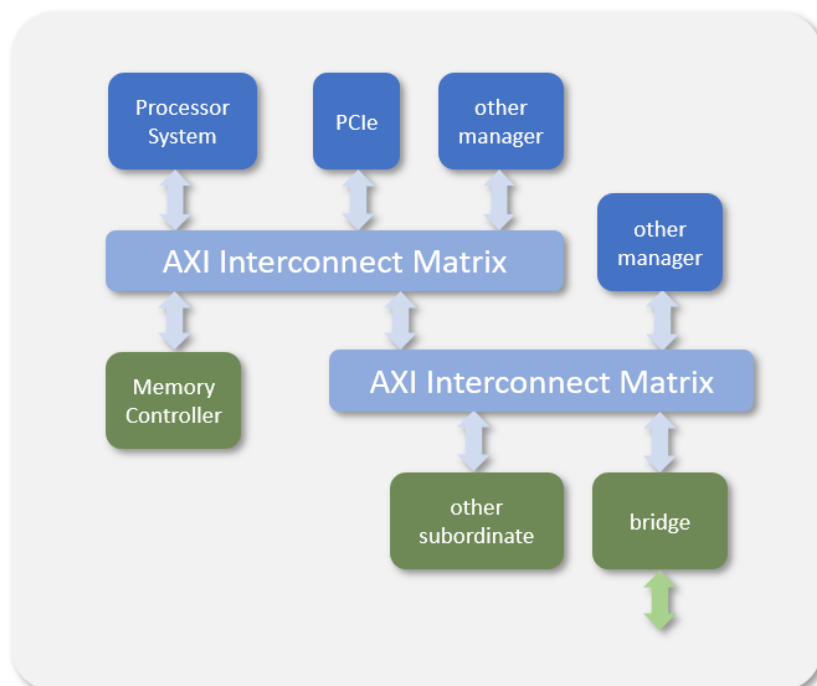 Processor
System
PCIe
other
manager
other
manager
AXI Interconnect Matrix
Memory
Controller
AXI Interconnect Matrix
other
subordinate
bridge